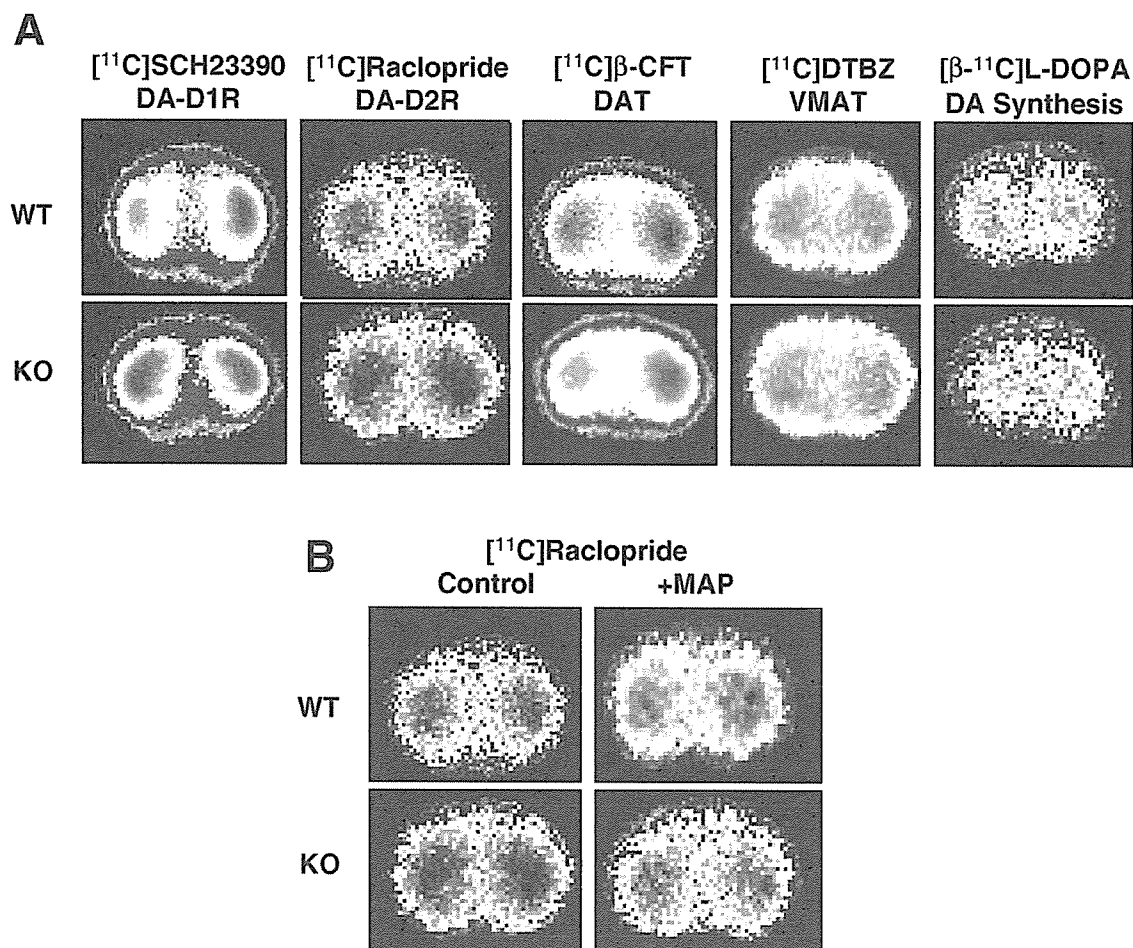 A
[¹¹C]SCH23390 [¹¹C]Raclopride [¹¹C]β-CFT [¹¹C]DTBZ [β-¹¹C]L-DOPA
DA-D1R DA-D2R DAT VMAT DA Synthesis
WT
KO
B
[¹¹C]Raclopride
Control +MAP
WT
KO